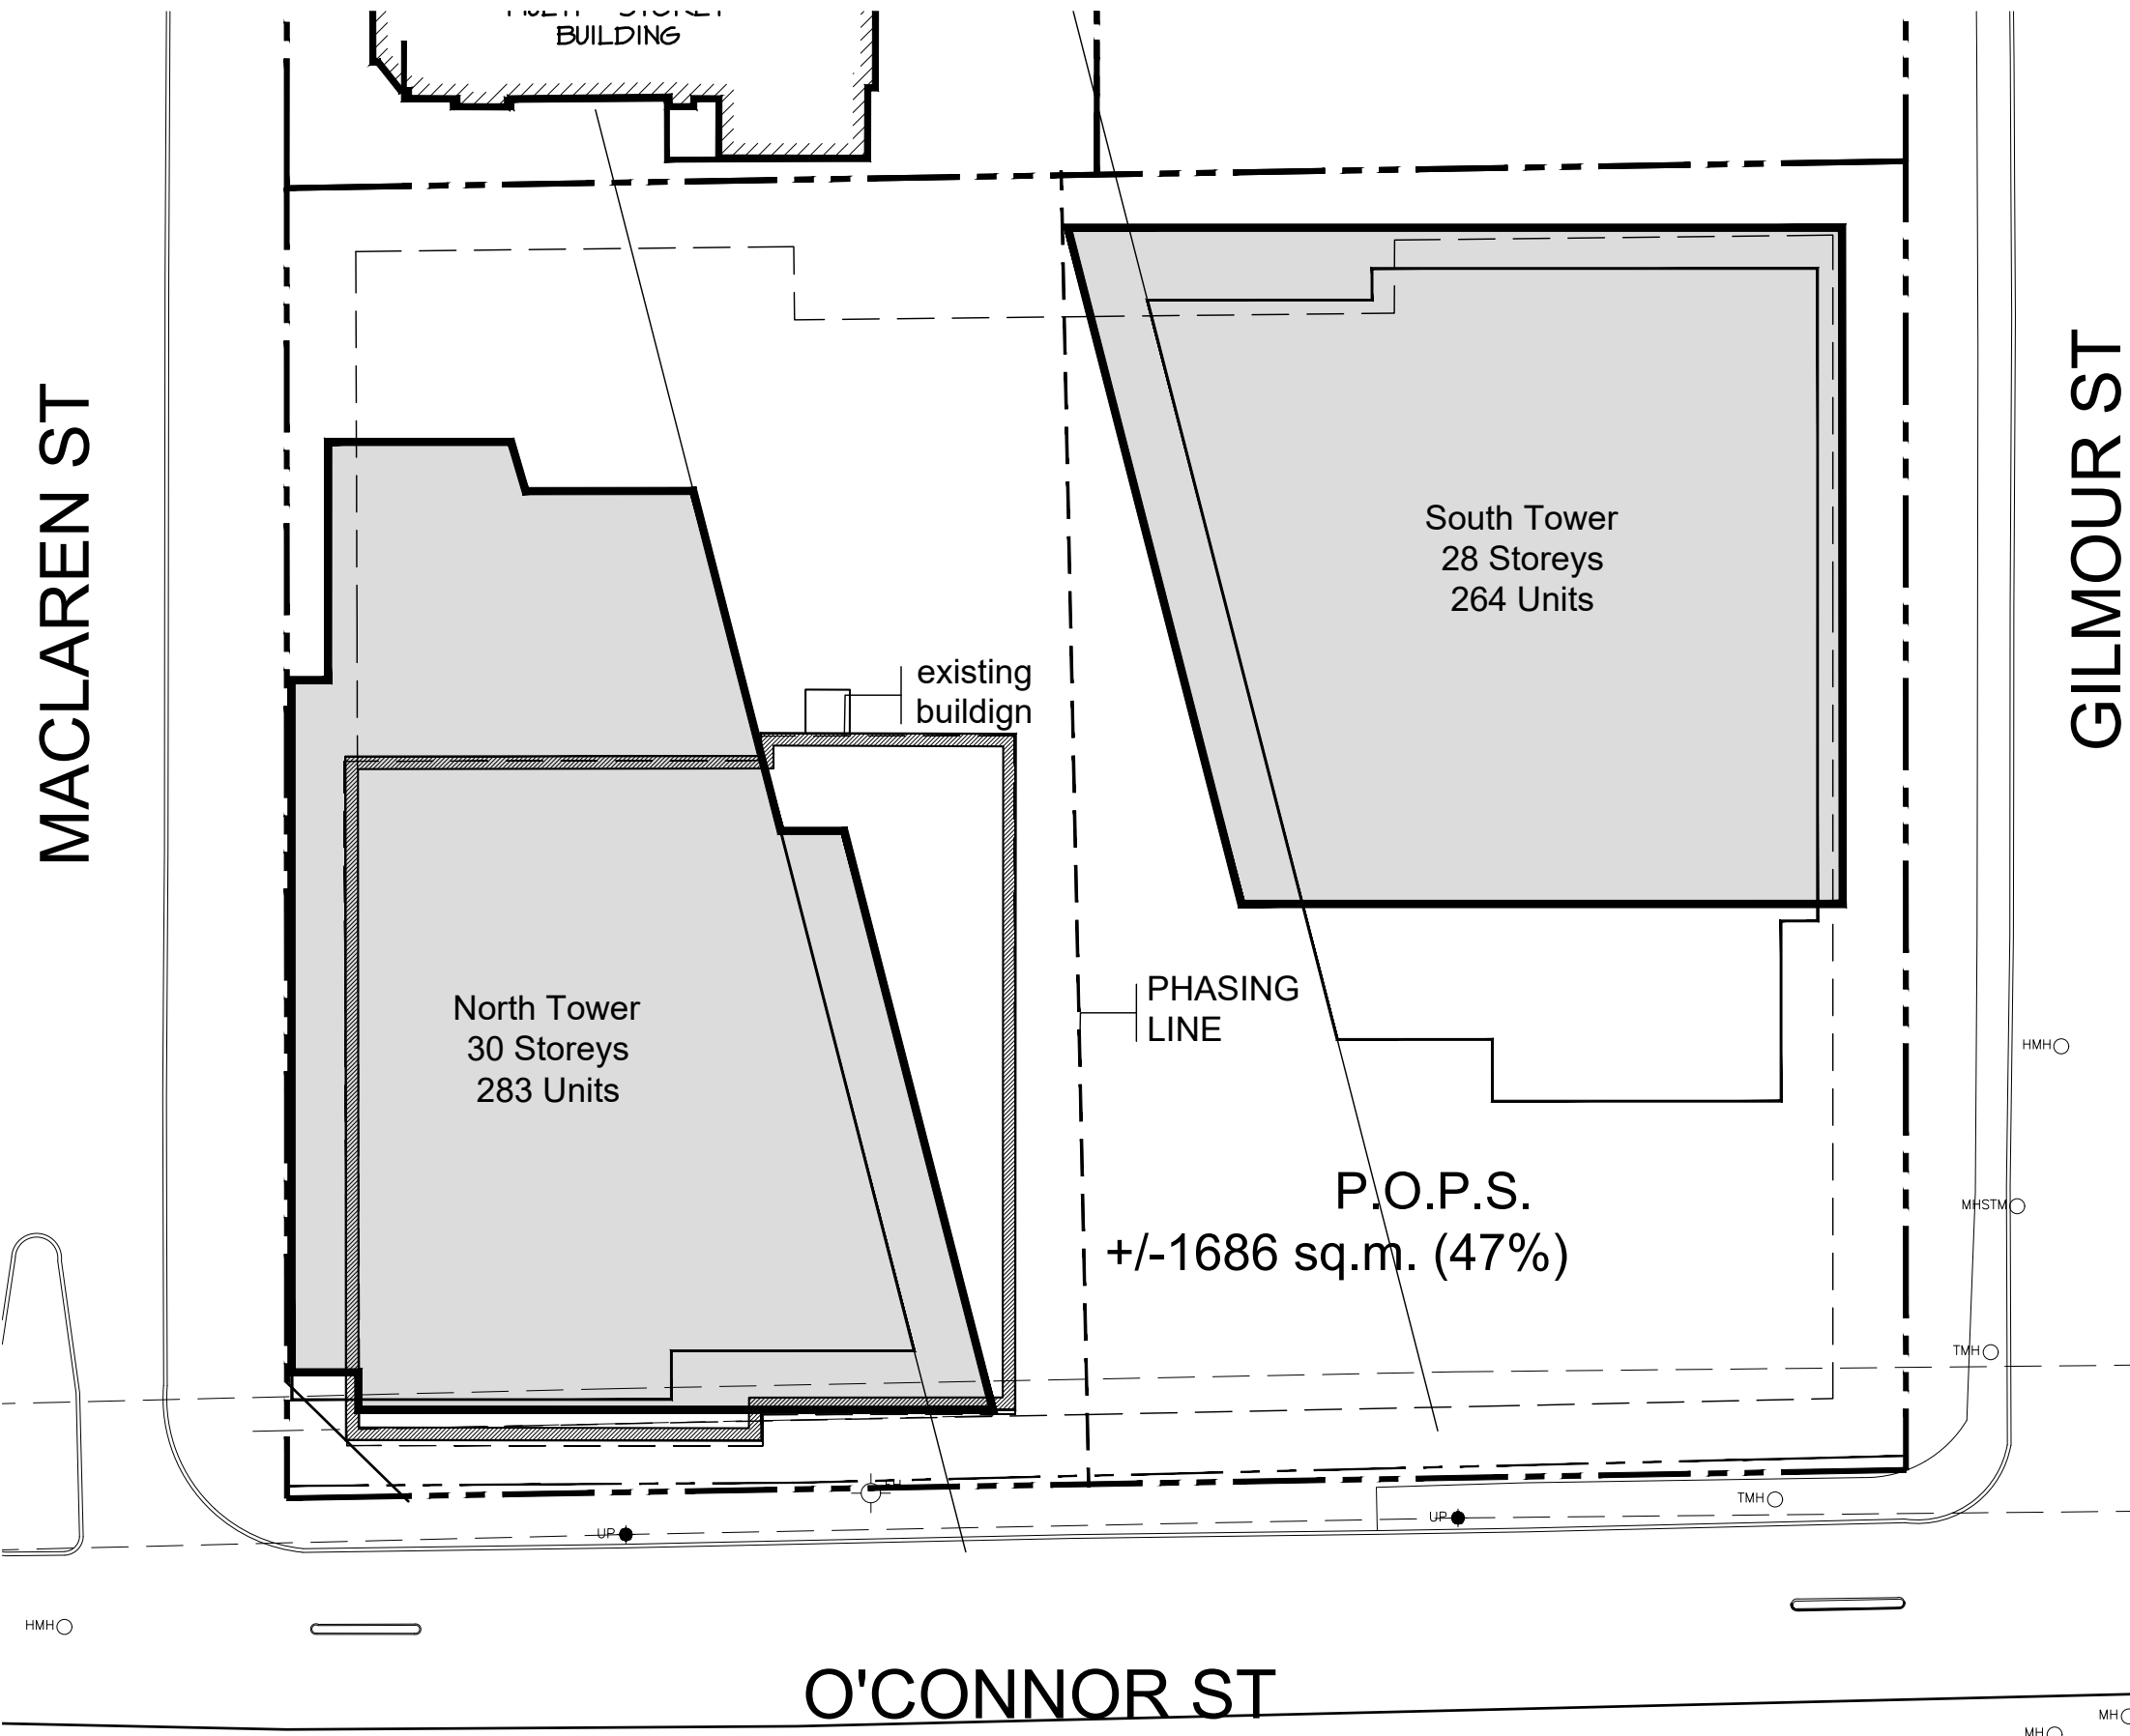 BUILDING
MACLAREN ST
GILMOUR ST
South Tower
28 Storeys
264 Units
existing
buildign
North Tower
30 Storeys
283 Units
PHASING
LINE
HMH
MHSTM
P.O.P.S.
+/-1686 sq.m. (47%)
TMH
TMH
UP
UP
HMH
O'CONNOR ST
MH
MH